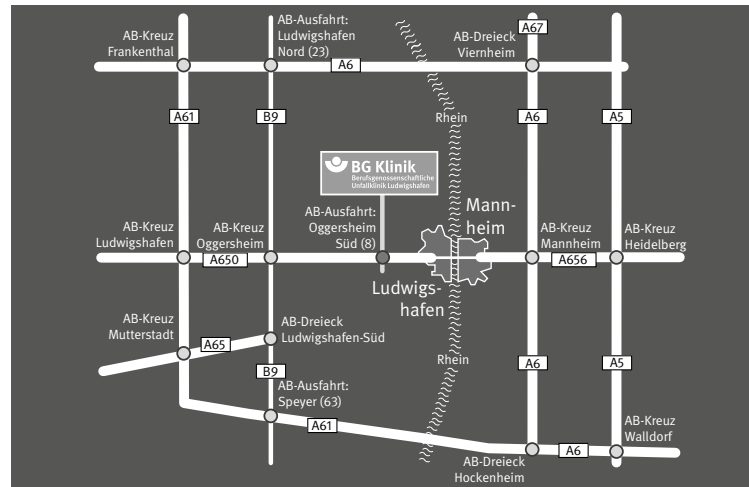 AB-Kreuz
Frankenthal
AB-Ausfahrt:
Ludwigshafen
Nord (23)
AB-Dreieck
Viernheim
A67
A6
A61
B9
Rhein
A6
A5
BG Klinik
Berufsgenossenschaftliche
Unfallklinik Ludwigshafen
AB-Kreuz
Ludwigshafen
AB-Kreuz
Oggersheim
AB-Ausfahrt:
Oggersheim
Süd (8)
Mann-
heim
AB-Kreuz
Mannheim
AB-Kreuz
Heidelberg
A650
A656
Ludwigs-
hafen
AB-Kreuz
Mutterstadt
A65
AB-Dreieck
Ludwigshafen-Süd
Rhein
A6
A5
B9
AB-Ausfahrt:
Speyer (63)
A61
AB-Dreieck
Hockenheim
A6
AB-Kreuz
Walldorf